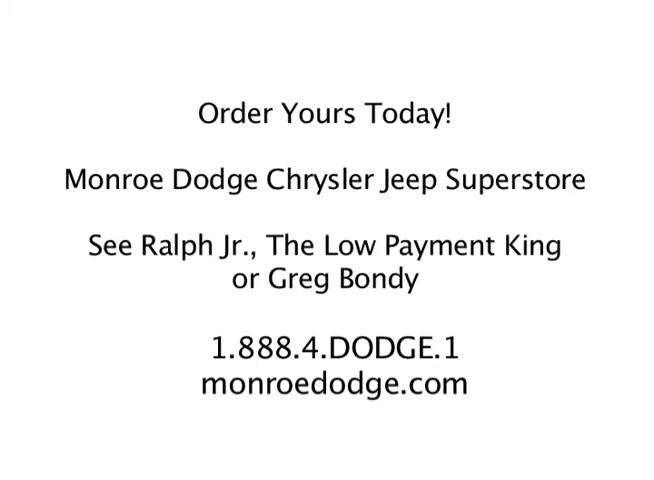 Order Yours Today!
Monroe Dodge Chrysler Jeep Superstore
See Ralph Jr., The Low Payment King
or Greg Bondy
1.888.4.DODGE.1
monroedodge.com